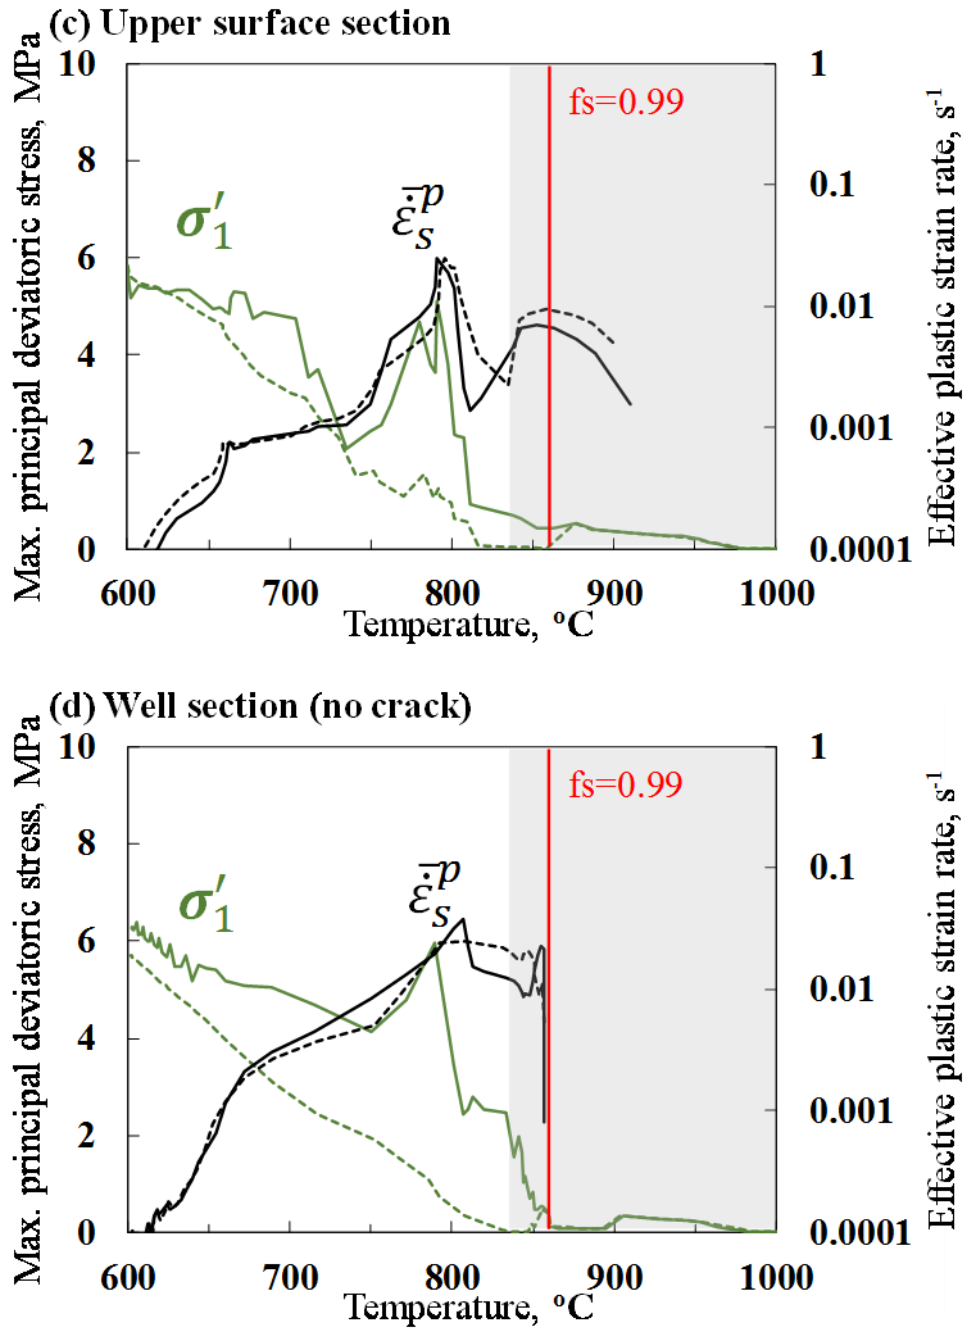 (c) Upper surface section
Max. principal deviatoric stress, MPa
10
8
6
4
2
0
fs=0.99
σ′₁
ε̄̇ₛᵖ
1
0.1
0.01
0.001
0.0001
Effective plastic strain rate, s⁻¹
600 700 800 900 1000
Temperature, °C
(d) Well section (no crack)
Max. principal deviatoric stress, MPa
10
8
6
4
2
0
fs=0.99
σ′₁
ε̄̇ₛᵖ
1
0.1
0.01
0.001
0.0001
Effective plastic strain rate, s⁻¹
600 700 800 900 1000
Temperature, °C